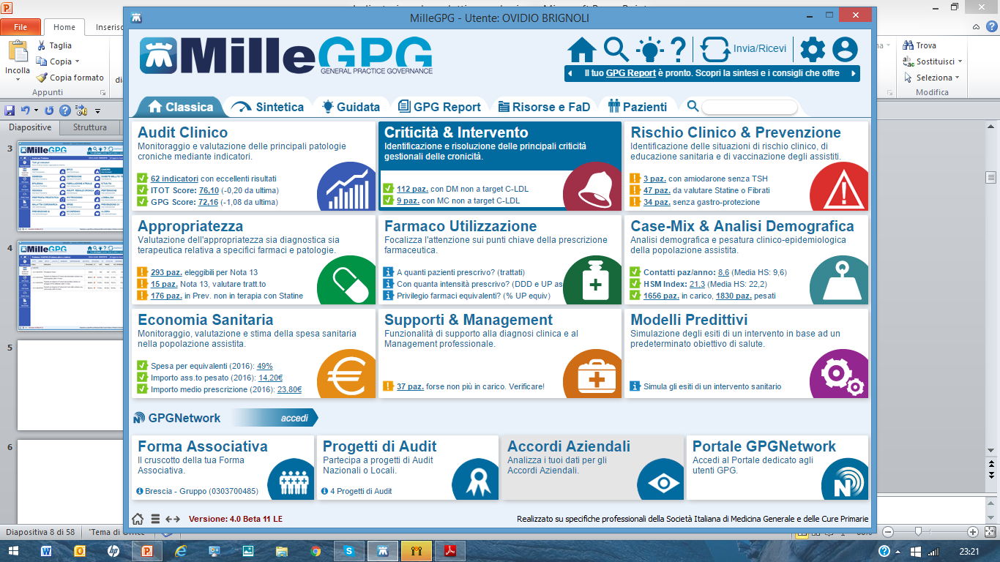 MilleGPG - Utente: OVIDIO BRIGNOLI
File
Home
Incolla
Taglia
Copia
Copia formato
Appunti
Trova
Sostituisci
Seleziona
Modifica
Diapositive
Struttura
3
4
5
6
MilleGPG
GENERAL PRACTICE GOVERNANCE
Invia/Ricevi
Il tuo GPG Report è pronto. Scopri la sintesi e i consigli che offre
Classica
Sintetica
Guidata
GPG Report
Risorse e FaD
Pazienti
Audit Clinico
Monitoraggio e valutazione delle principali patologie
croniche mediante indicatori.
62 indicatori con eccellenti risultati
ITOT Score: 76,10 (-0,20 da ultima)
GPG Score: 72,16 (-1,08 da ultima)
Criticità & Intervento
Identificazione e risoluzione delle principali criticità
gestionali delle cronicità.
112 paz. con DM non a target C-LDL
9 paz. con MC non a target C-LDL
Rischio Clinico & Prevenzione
Identificazione delle situazioni di rischio clinico, di
educazione sanitaria e di vaccinazione degli assistiti.
3 paz. con amiodarone senza TSH
47 paz. da valutare Statine o Fibrati
34 paz. senza gastro-protezione
Appropriatezza
Valutazione dell'appropriatezza sia diagnostica sia
terapeutica relativa a specifici farmaci e patologie.
293 paz. eleggibili per Nota 13
15 paz. Nota 13, valutare tratt.to
176 paz. in Prev. non in terapia con Statine
Farmaco Utilizzazione
Focalizza l'attenzione sui punti chiave della prescrizione
farmaceutica.
A quanti pazienti prescrivo? (trattati)
Con quanta intensità prescrivo? (DDD e UP as
Privilegio farmaci equivalenti? (% UP equiv)
Case-Mix & Analisi Demografica
Analisi demografica e pesatura clinico-epidemiologica
della popolazione assistita.
Contatti paz/anno: 8,6 (Media HS: 9,6)
HSM Index: 21,3 (Media HS: 22,2)
1656 paz. in carico, 1830 paz. pesati
Economia Sanitaria
Monitoraggio, valutazione e stima della spesa sanitaria
nella popolazione assistita.
Spesa per equivalenti (2016): 49%
Importo ass.to pesato (2016): 14,20€
Importo medio prescrizione (2016): 23,80€
Supporti & Management
Funzionalità di supporto alla diagnosi clinica e al
Management professionale.
37 paz. forse non più in carico. Verificare!
Modelli Predittivi
Simulazione degli esiti di un intervento in base ad un
predeterminato obiettivo di salute.
Simula gli esiti di un intervento sanitario
GPGNetwork
accedi
Forma Associativa
Il cruscotto della tua Forma
Associativa.
Brescia - Gruppo (0303700485)
Progetti di Audit
Partecipa a progetti di Audit
Nazionali o Locali.
4 Progetti di Audit
Accordi Aziendali
Analizza i tuoi dati per gli
Accordi Aziendali.
Portale GPGNetwork
Accedi al Portale dedicato agli
utenti GPG.
Versione: 4.0 Beta 11 LE
Realizzato su specifiche professionali della Società Italiana di Medicina Generale e delle Cure Primarie
Diapositiva 8 di 58
"Tema di
23:21